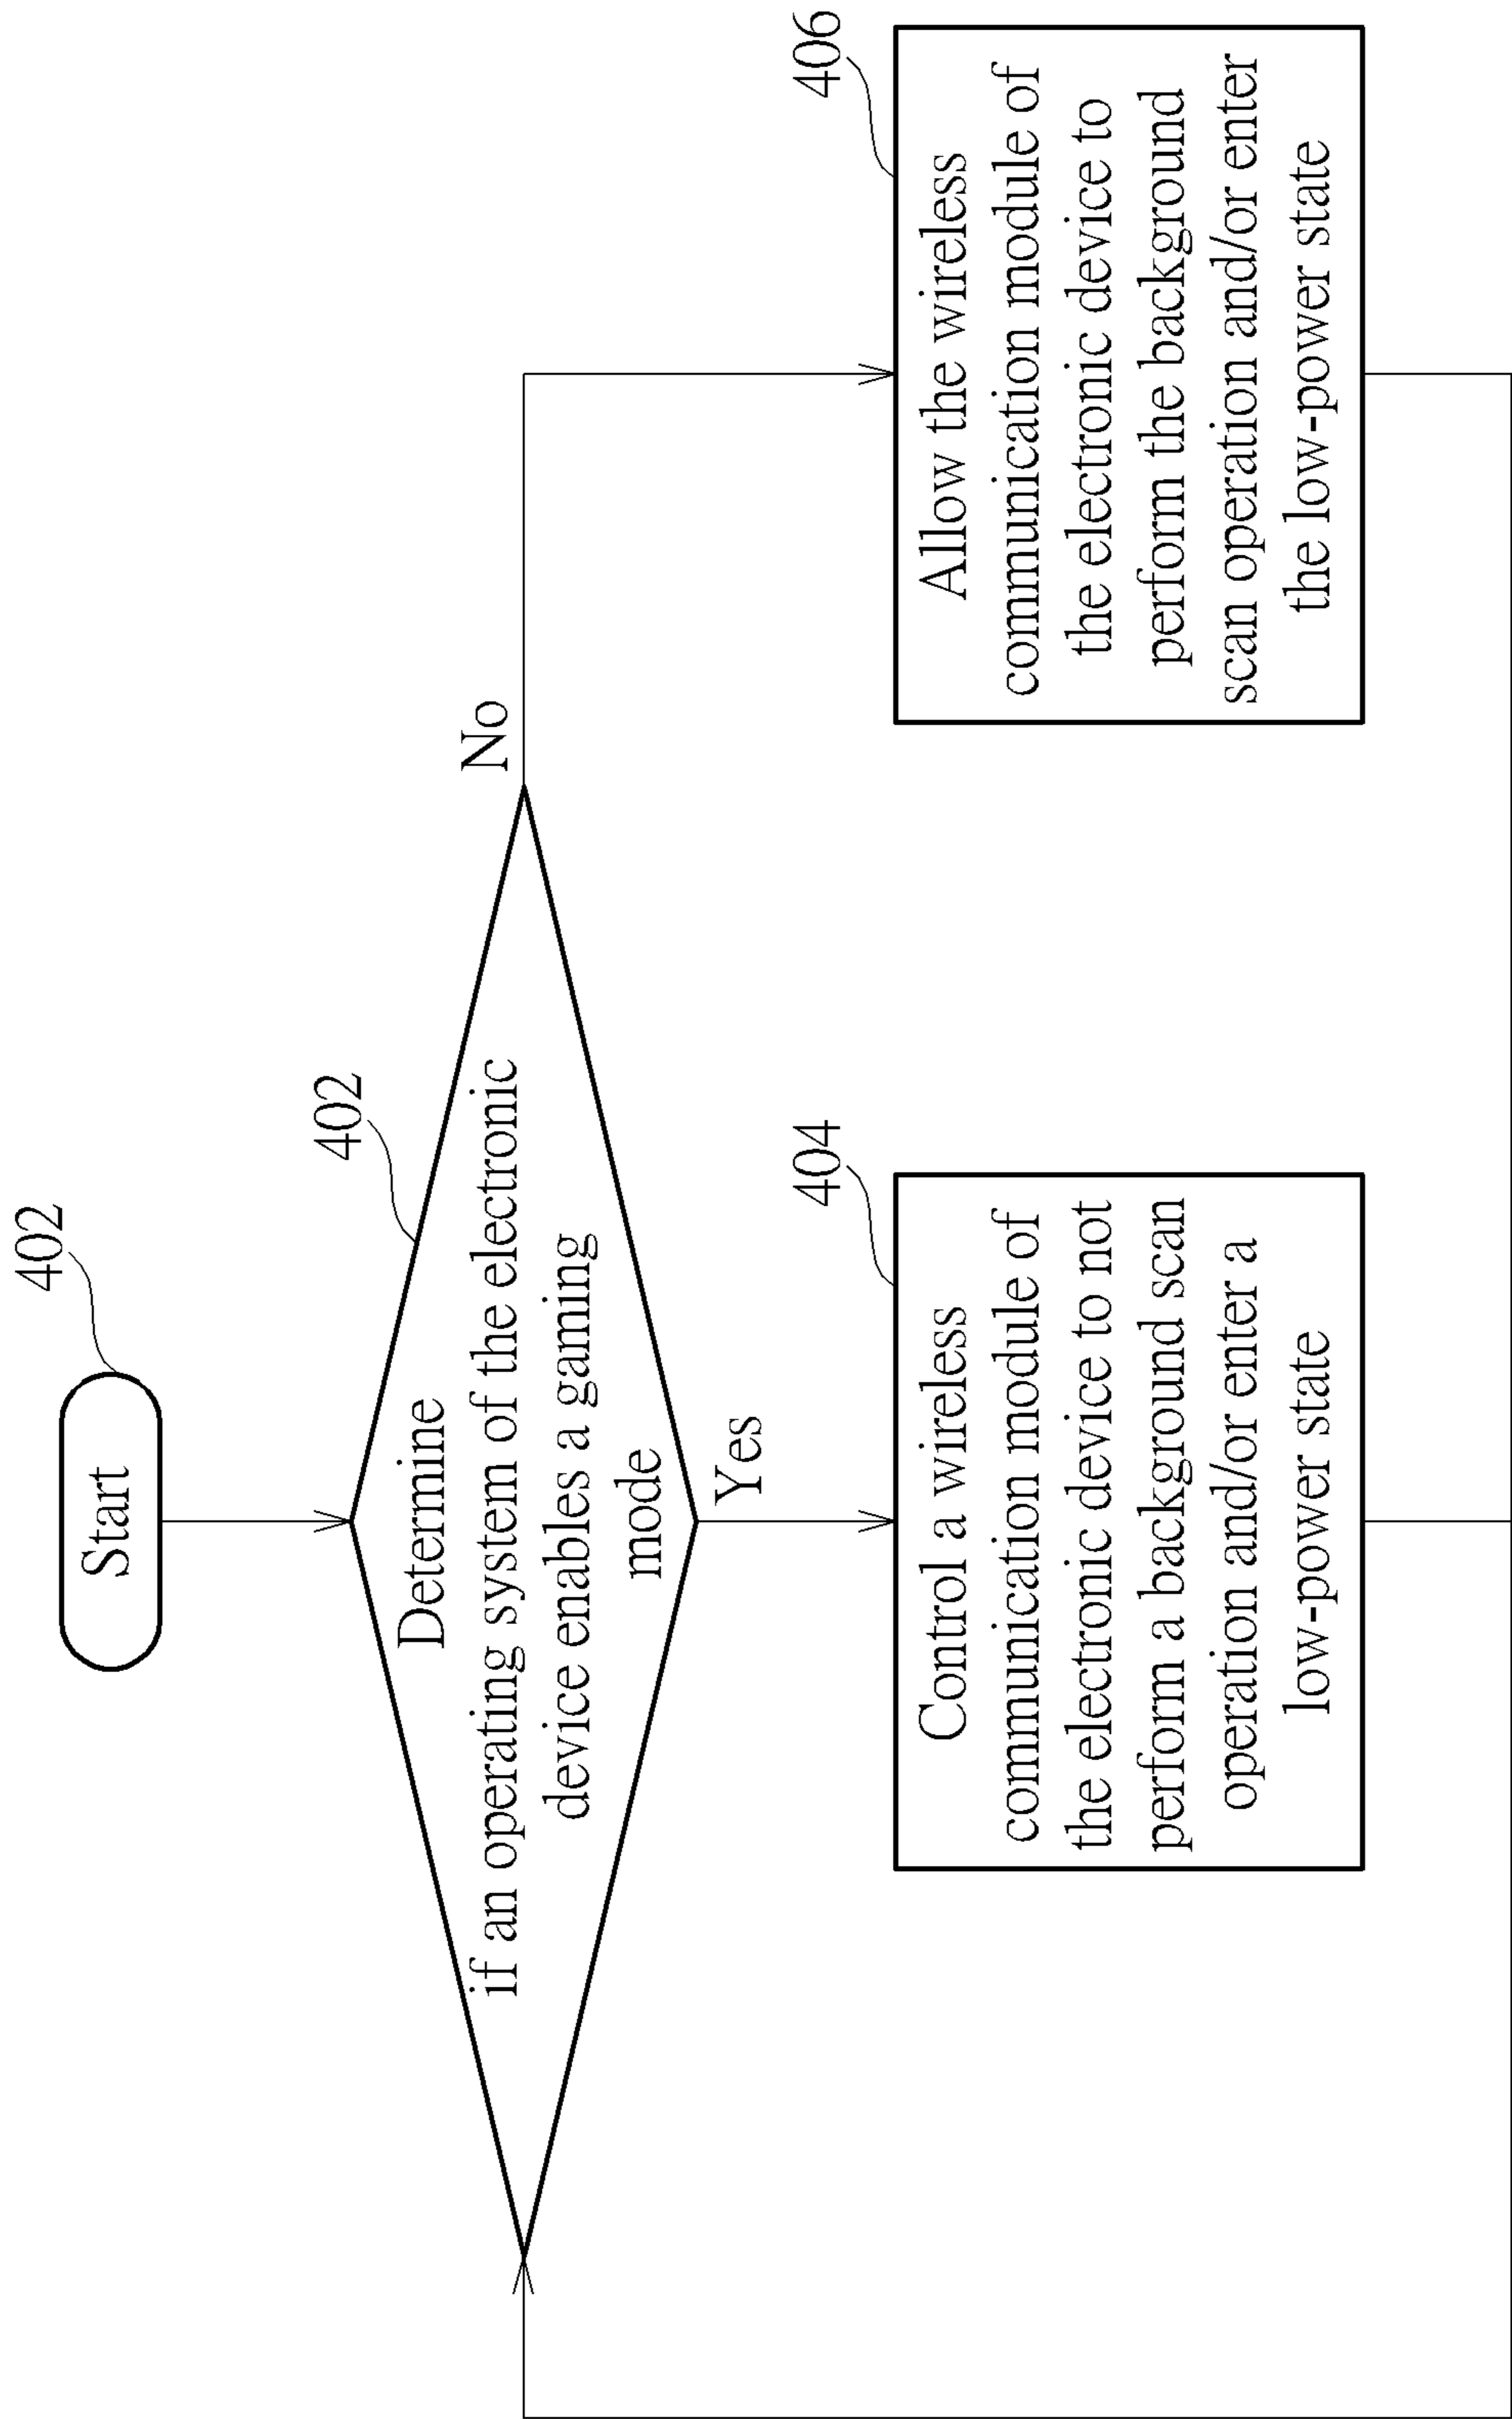 402
Start
402
Determine
if an operating system of the electronic
device enables a gaming
mode
No
Yes
404
Control a wireless
communication module of
the electronic device to not
perform a background scan
operation and/or enter a
low-power state
406
Allow the wireless
communication module of
the electronic device to
perform the background
scan operation and/or enter
the low-power state